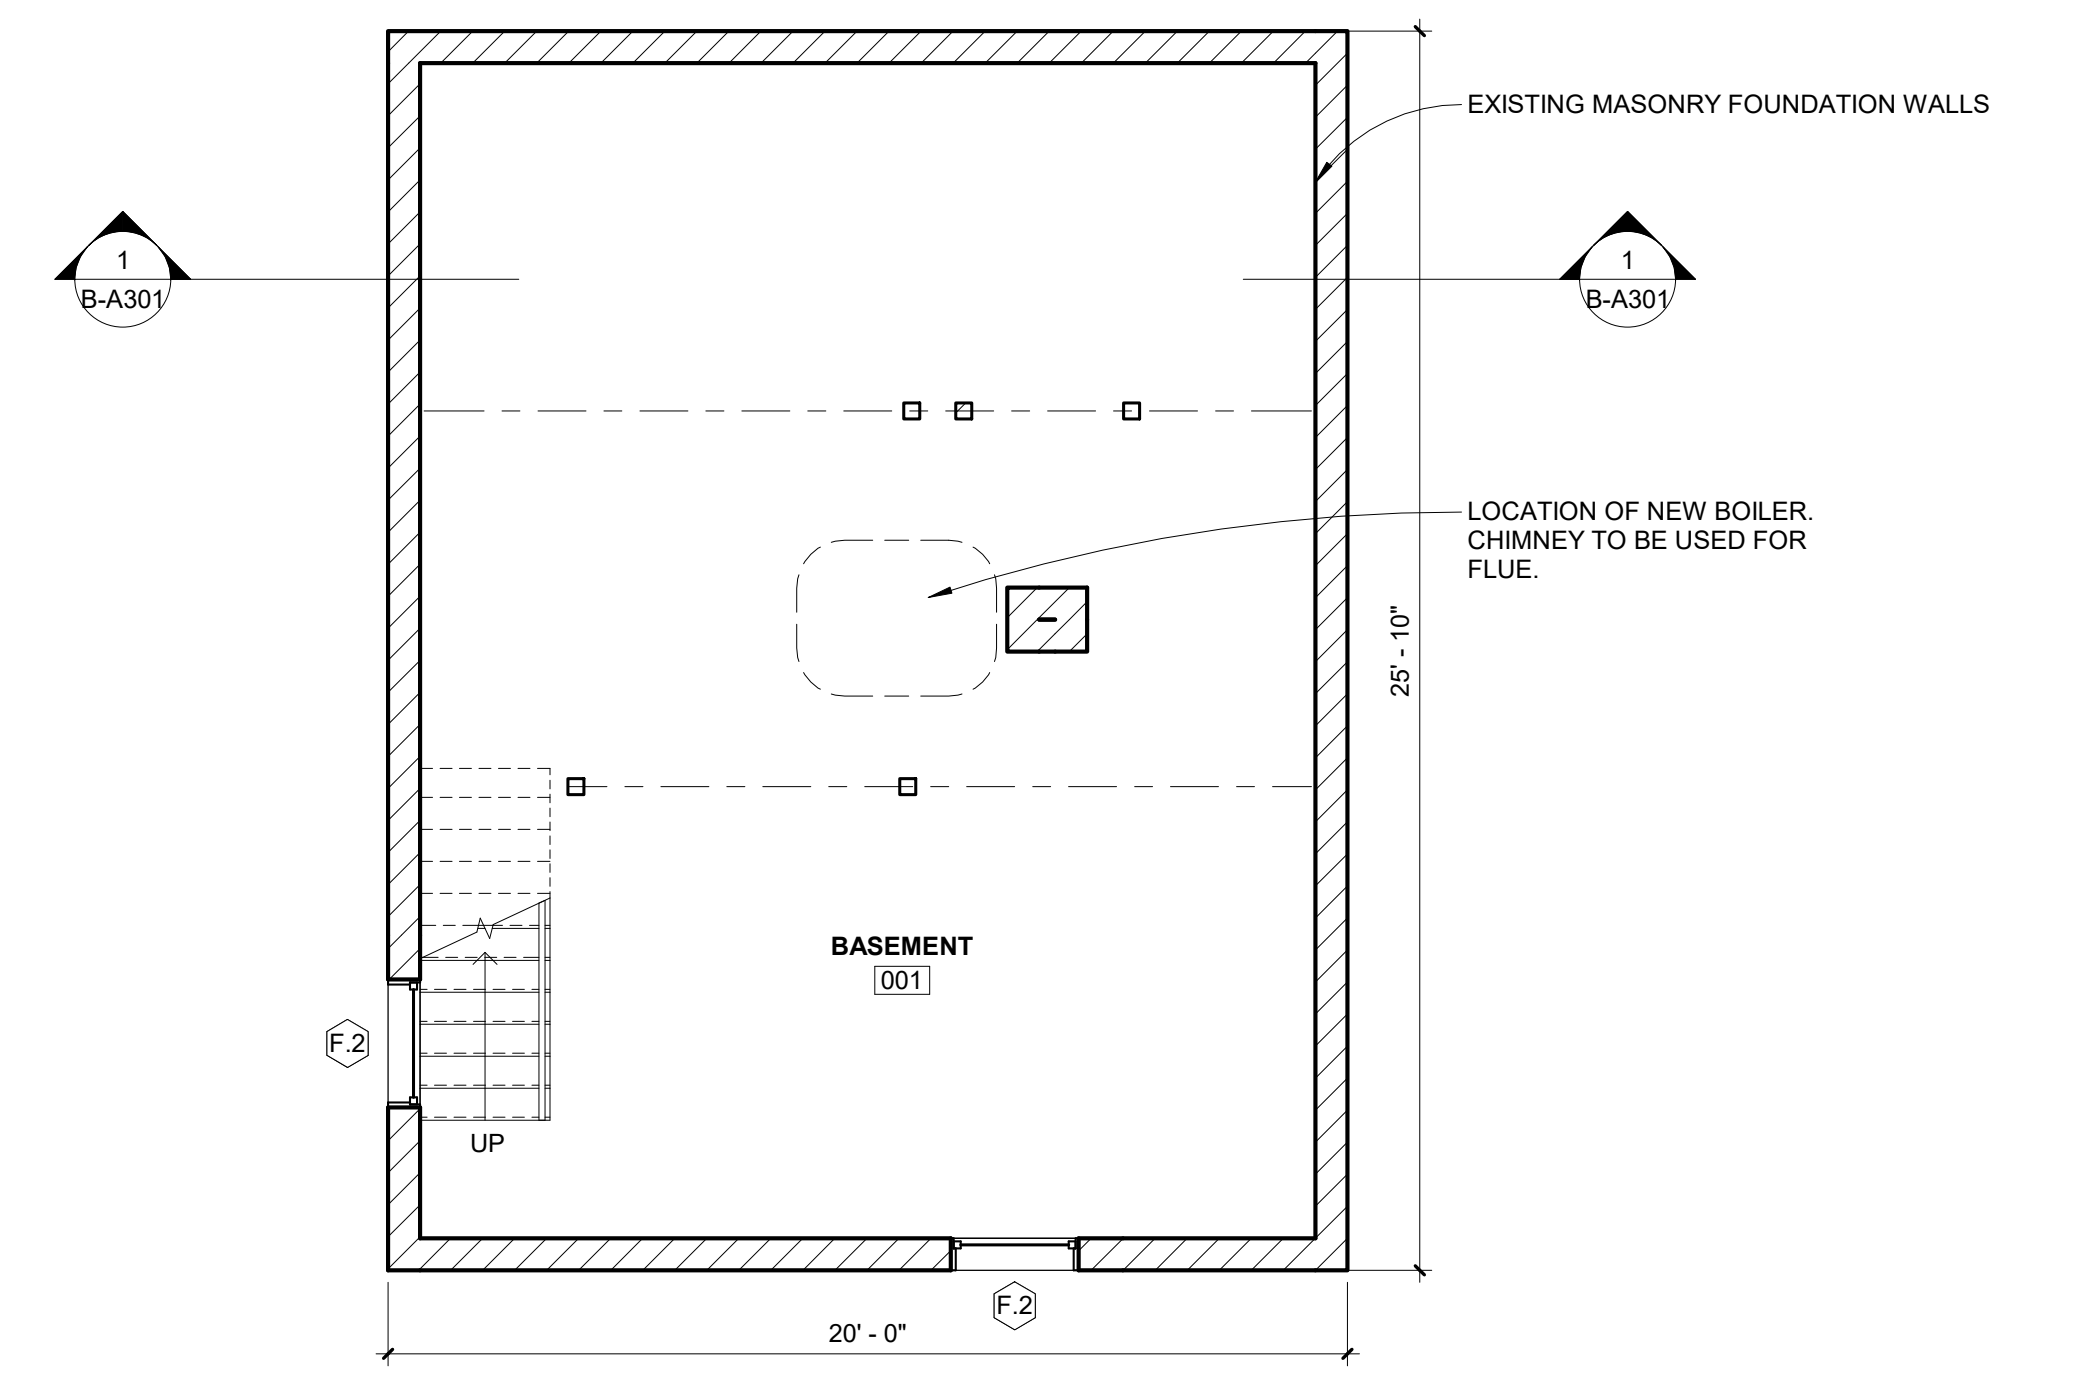 EXISTING MASONRY FOUNDATION WALLS
1
B-A301
1
B-A301
LOCATION OF NEW BOILER.
CHIMNEY TO BE USED FOR
FLUE.
25' - 10"
BASEMENT
001
F.2
UP
F.2
20' - 0"